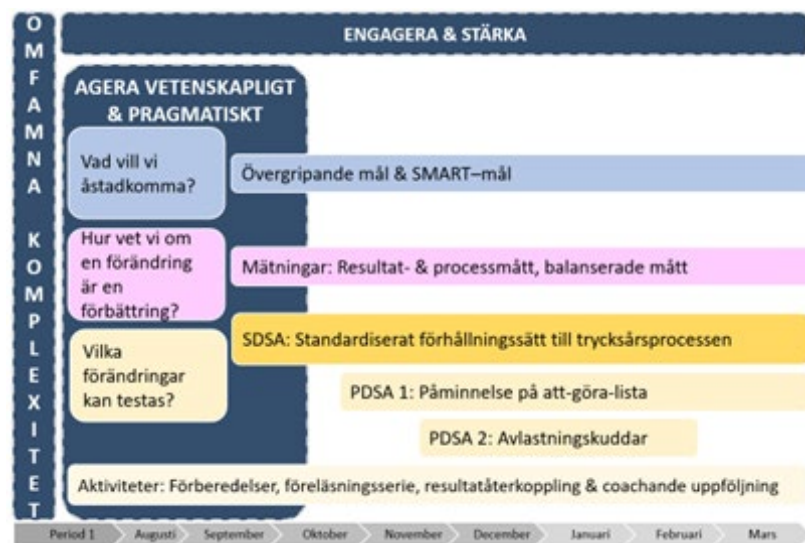 OMFAMNA KOMPLEXITET
ENGAGERA & STÄRKA
AGERA VETENSKAPLIGT
& PRAGMATISKT
Vad vill vi
åstadkomma?
Övergripande mål & SMART–mål
Hur vet vi om
en förändring
är en
förbättring?
Mätningar: Resultat- & processmått, balanserade mått
SDSA: Standardiserat förhållningssätt till trycksårsprocessen
Vilka
förändringar
kan testas?
PDSA 1: Påminnelse på att-göra-lista
PDSA 2: Avlastningskuddar
Aktiviteter: Förberedelser, föreläsningsserie, resultatåterkoppling & coachande uppföljning
Period 1 Augusti September Oktober November December Januari Februari Mars